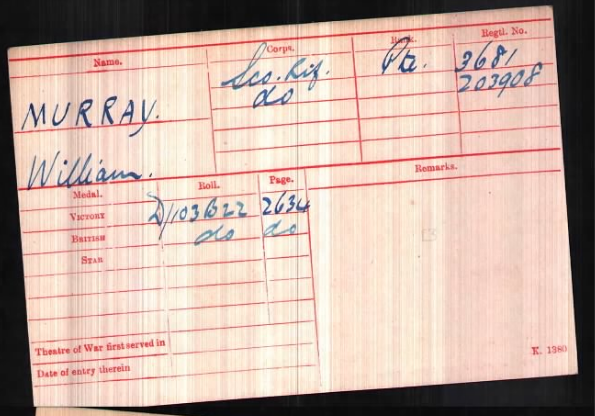 Name. Corps. Rank. Regtl. No.
MURRAY. Sco. Rif. Pte. 3681
do 203908
William.
Medal. Roll. Page. Remarks.
VICTORY D/103B22 2634
BRITISH do do
STAR
Theatre of War first served in
Date of entry therein
K. 1380